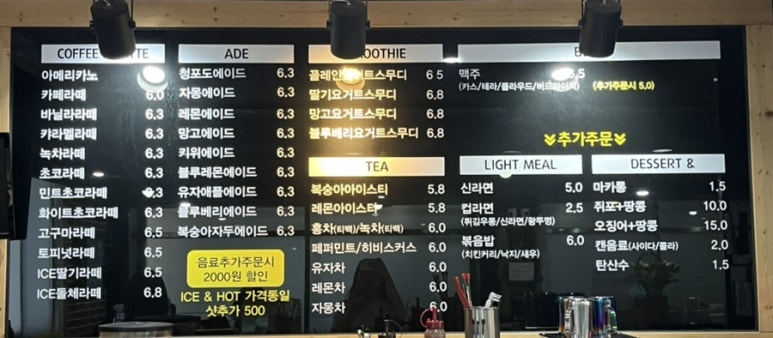 COFFEE
아메리카노
카페라떼 6.0
바닐라라떼 6.3
캬라멜라떼 6.3
녹차라떼 6.3
초코라떼 6.3
민트초코라떼 6.3
화이트초코라떼 6.3
고구마라떼 6.5
토피넛라떼 6.5
ICE딸기라떼 6.5
ICE돌체라떼 6.8
ADE
청포도에이드 6.3
자몽에이드 6.3
레몬에이드 6.3
망고에이드 6.3
키위에이드 6.3
블루레몬에이드 6.3
유자애플에이드 6.3
블루베리에이드 6.3
복숭아자두에이드 6.3
음료추가주문시
2000원 할인
ICE & HOT 가격동일
샷추가 500
SMOOTHIE
플레인요거트스무디 6.5
딸기요거트스무디 6.8
망고요거트스무디 6.8
블루베리요거트스무디 6.8
TEA
복숭아아이스티 5.8
레몬아이스티 5.8
홍차(티백)/녹차(티백) 6.0
페퍼민트/히비스커스 6.0
유자차 6.0
레몬차 6.0
자몽차 6.0
맥주
(카스/테라/클라우드/버드와이저) (추가주문시 5,0)
추가주문
LIGHT MEAL
신라면 5.0
컵라면 2.5
(튀김우동/신라면/왕뚜껑)
볶음밥 6.0
(치킨커리/낙지/새우)
DESSERT &
마카롱 1.5
쥐포+땅콩 10.0
오징어+땅콩 15.0
캔음료(사이다/콜라) 2.0
탄산수 1.5